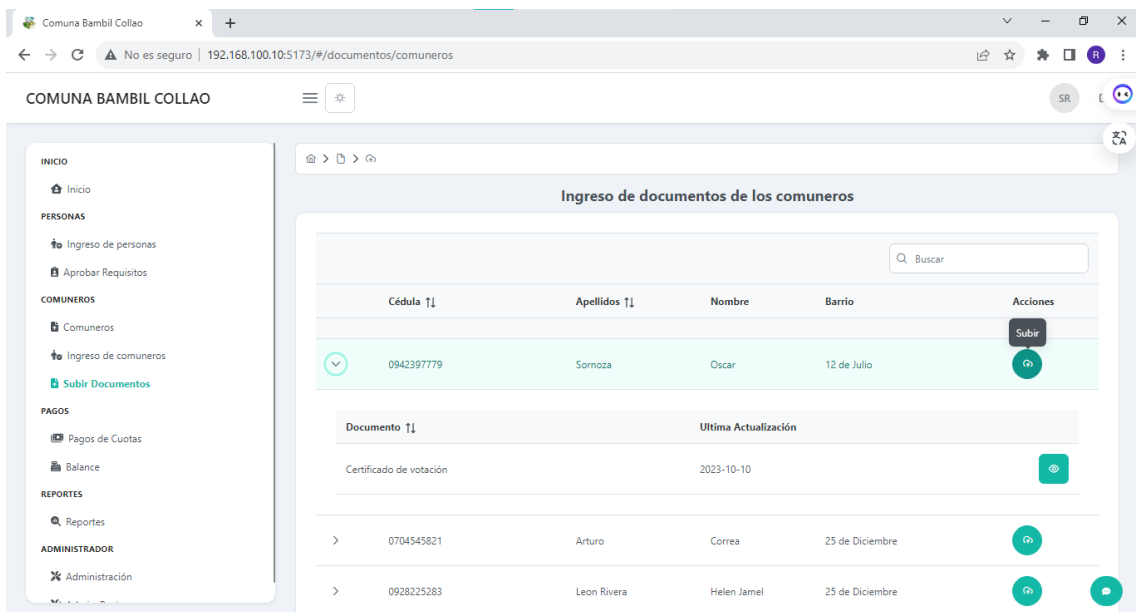 Comuna Bambil Collao
No es seguro 192.168.100.10:5173/#/documentos/comuneros
R
COMUNA BAMBIL COLLAO
SR
INICIO
Inicio
PERSONAS
Ingreso de personas
Aprobar Requisitos
COMUNEROS
Comuneros
Ingreso de comuneros
Subir Documentos
PAGOS
Pagos de Cuotas
Balance
REPORTES
Reportes
ADMINISTRADOR
Administración
Ingreso de documentos de los comuneros
Buscar
Cédula Apellidos Nombre Barrio Acciones
Subir
0942397779 Sornoza Oscar 12 de Julio
Documento Ultima Actualización
Certificado de votación 2023-10-10
0704545821 Arturo Correa 25 de Diciembre
0928225283 Leon Rivera Helen Jamel 25 de Diciembre